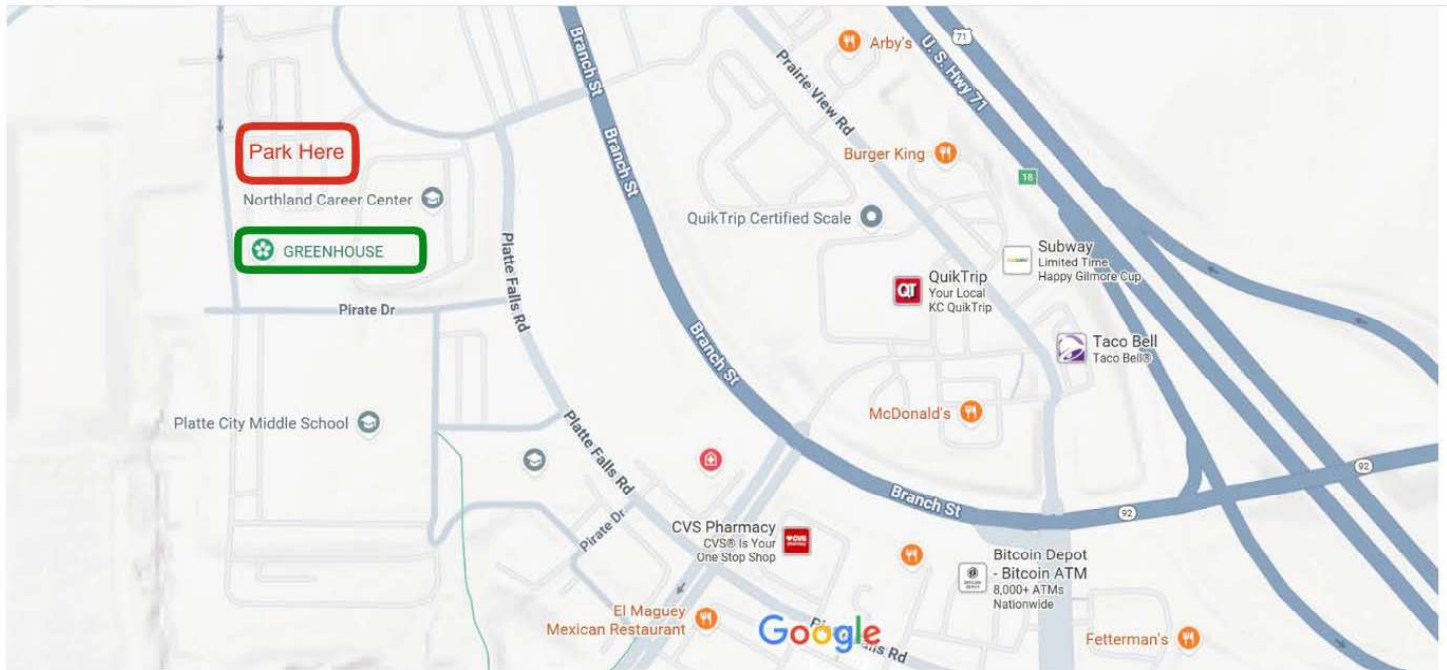 Branch St
Prairie View Rd
Arby's
U. S. Hwy 71
71
Park Here
Burger King
18
Northland Career Center
Branch St
QuikTrip Certified Scale
GREENHOUSE
Platte Falls Rd
Subway
Limited Time
Happy Gilmore Cup
QT
QuikTrip
Your Local
KC QuikTrip
Pirate Dr
Branch St
Taco Bell
Taco Bell®
Platte City Middle School
McDonald's
Platte Falls Rd
92
Branch St
92
Pirate Dr
CVS Pharmacy
CVS® Is Your
One Stop Shop
Bitcoin Depot
- Bitcoin ATM
8,000+ ATMs
Nationwide
El Maguey
Mexican Restaurant
Google
Fetterman's